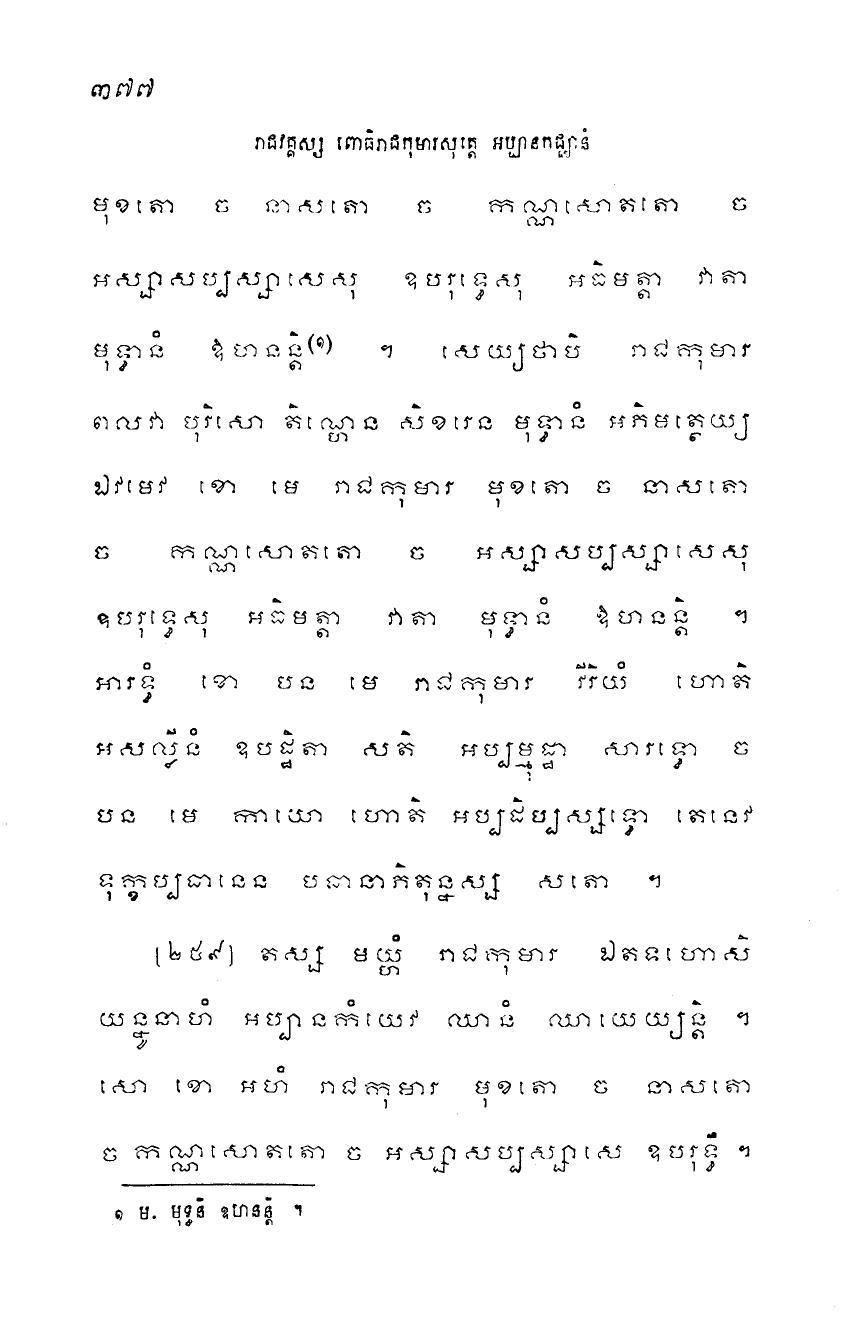 ៣៧៧
រាជវគ្គស្ស ពោធិរាជកុមារសុត្តេ អប្បានកជ្ឈានំ
មុខតោ ច នាសតោ ច កណ្ណសោតតោ ច
អស្សាសប្បស្សាសេសុ ឧបរុទ្ធេសុ អធិមត្តា វាតា
មុទ្ធានំ ឱហនន្តិ(១) ។ សេយ្យថាបិ រាជកុមារ
ពលវា បុរិសោ តិណ្ហេន សិខរេន មុទ្ធានំ អភិមត្ថេយ្យ
ឯវមេវ ខោ មេ រាជកុមារ មុខតោ ច នាសតោ
ច កណ្ណសោតតោ ច អស្សាសប្បស្សាសេសុ
ឧបរុទ្ធេសុ អធិមត្តា វាតា មុទ្ធានំ ឱហនន្តិ ។
អារទ្ធំ ខោ បន មេ រាជកុមារ វីរិយំ ហោតិ
អសល្លីនំ ឧបដ្ឋិតា សតិ អប្បម្មុដ្ឋា សារទ្ធោ ច
បន មេ កាយោ ហោតិ អប្បដិប្បស្សទ្ធោ តេនេវ
ទុក្ខប្បធានេន បធានាភិតុន្នស្ស សតោ ។
[២៥៩] តស្ស មយ្ហំ រាជកុមារ ឯតទហោសិ
យន្នូនាហំ អប្បានកំយេវ ឈានំ ឈាយេយ្យន្តិ ។
សោ ខោ អហំ រាជកុមារ មុខតោ ច នាសតោ
ច កណ្ណសោតតោ ច អស្សាសប្បស្សាសេ ឧបរុទ្ធឹ ។
១ ម. មុទ្ធនិ ឩហនន្តិ ។